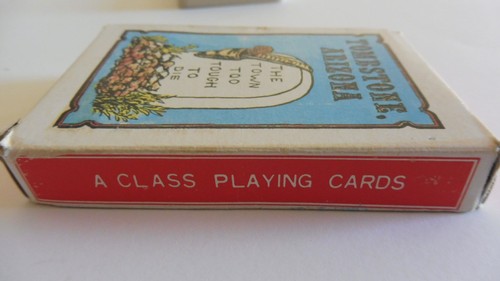 TOMBSTONE,
ARIZONA
THE
TOWN
TOO
TOUGH
TO
DIE
A CLASS PLAYING CARDS